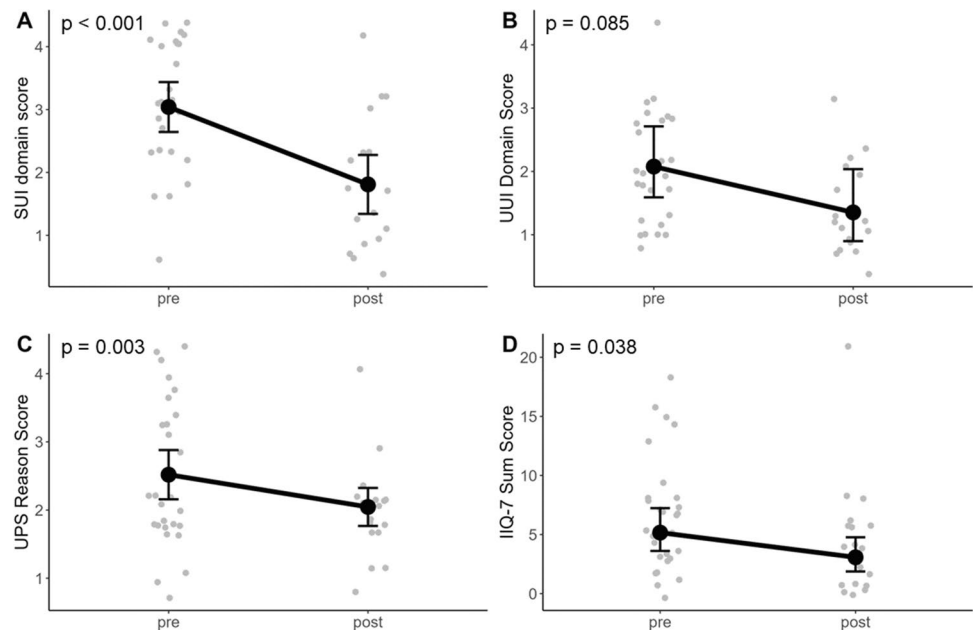 A
p < 0.001
SUI domain score
4
3
2
1
pre
post
B
p = 0.085
UUI Domain Score
4
3
2
1
pre
post
C
p = 0.003
UPS Reason Score
4
3
2
1
pre
post
D
p = 0.038
IIQ-7 Sum Score
20
15
10
5
0
pre
post